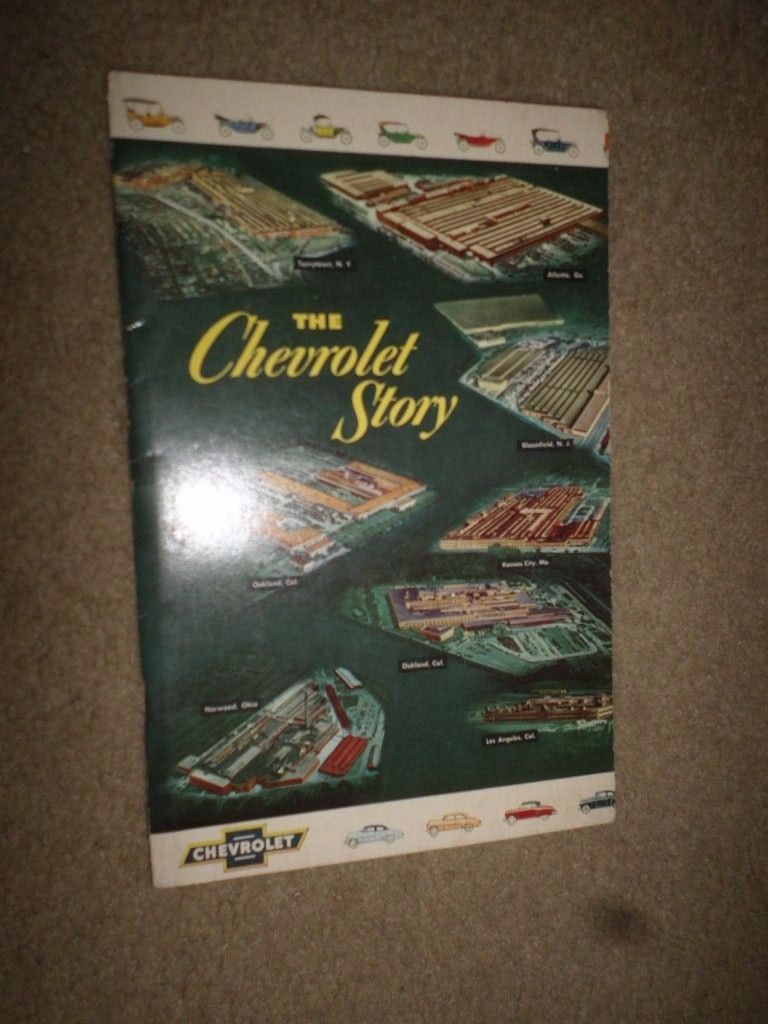 Tarrytown, N. Y.
Atlanta, Ga.
THE
Chevrolet
Story
Bloomfield, N. J.
Kansas City, Mo.
Oakland, Cal.
Oakland, Cal.
Norwood, Ohio
Los Angeles, Cal.
CHEVROLET